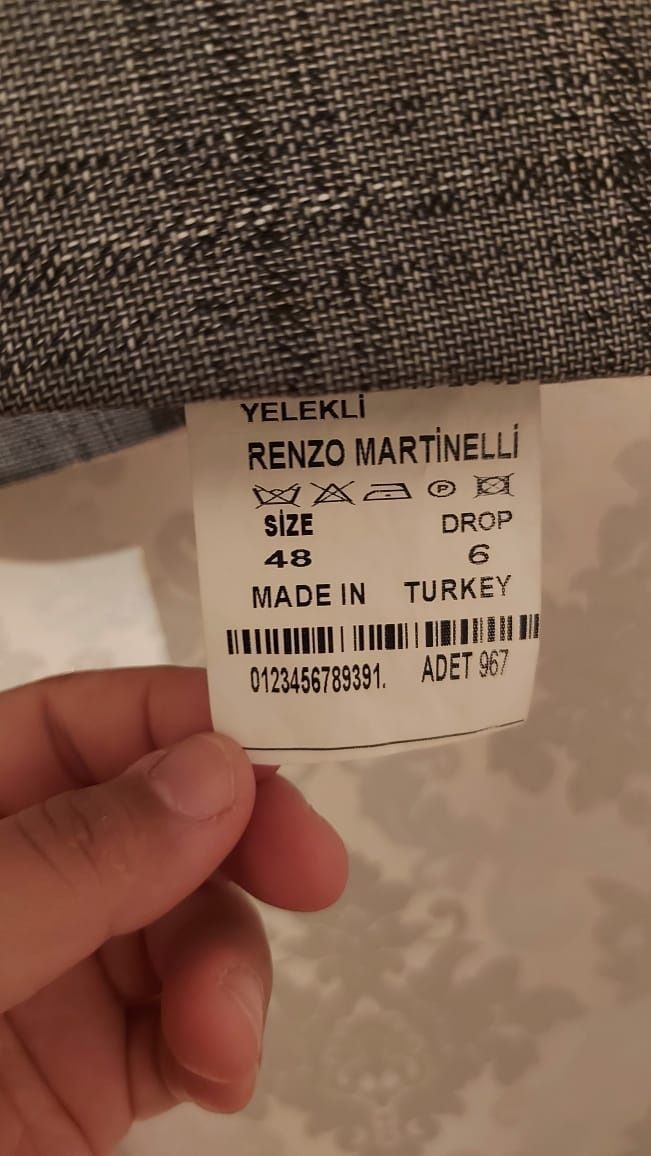 YELEKLİ
RENZO MARTİNELLİ
SİZE DROP
48 6
MADE IN TURKEY
0123456789391. ADET 967